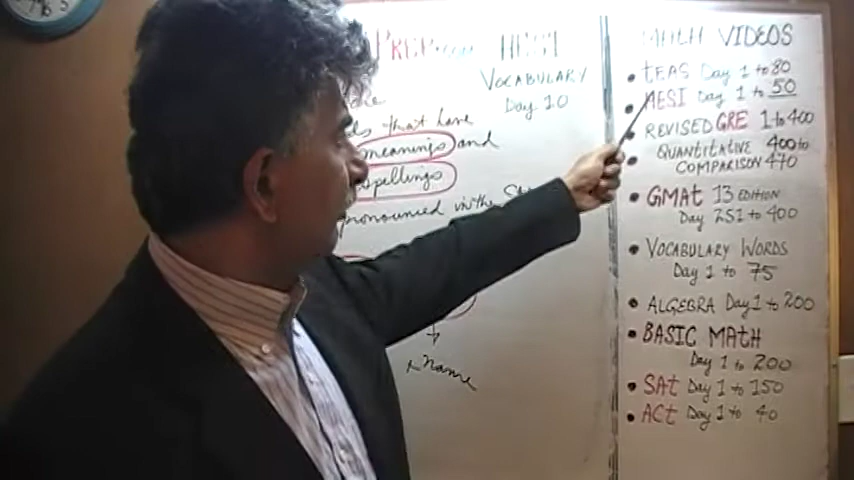 PREP HESI
VOCABULARY
Day 10
that have
meanings and
spellings
pronounced in the
name
MATH VIDEOS
TEAS Day 1 to 80
HESI Day 1 to 50
REVISED GRE 1 to 400
QUANTITATIVE 400 to
COMPARISON 470
GMAT 13 EDITION
Day 251 to 400
VOCABULARY WORDS
Day 1 to 75
ALGEBRA Day 1 to 200
BASIC MATH
Day 1 to 200
SAT Day 1 to 150
ACT Day 1 to 40